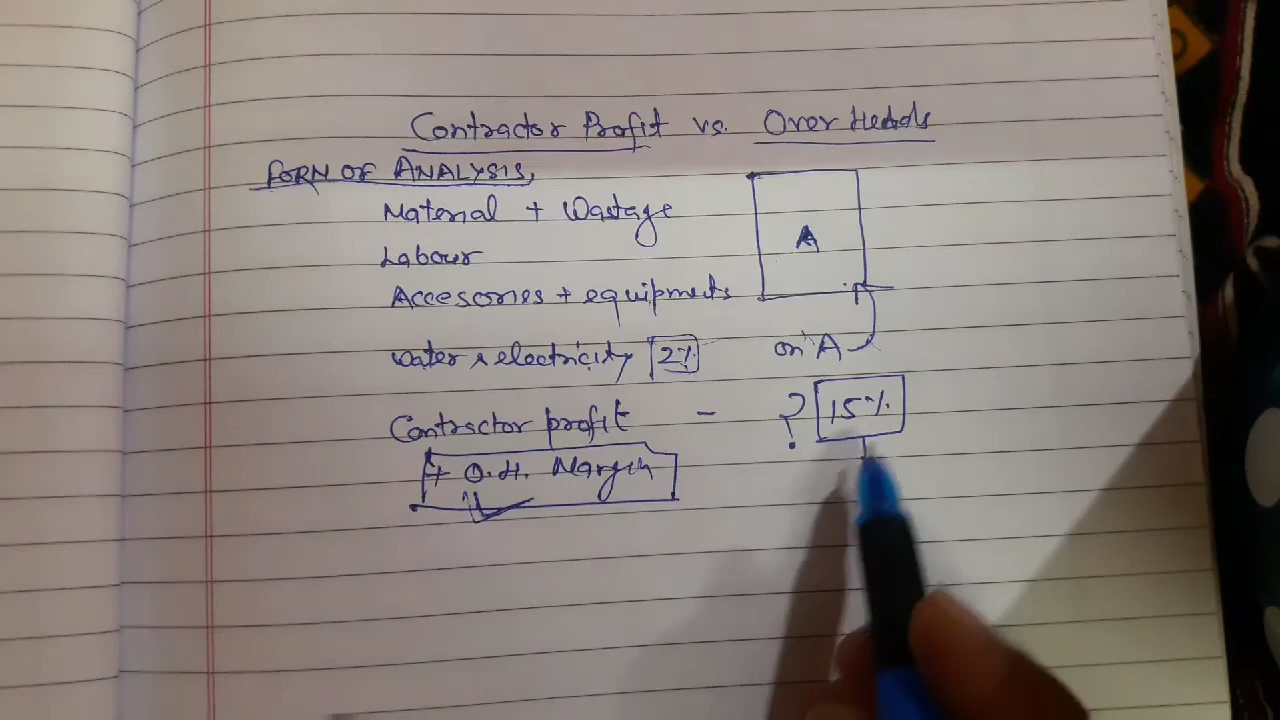 Contractor Profit vs. Over Heads
FORM OF ANALYSIS,
Material + Wastage
A
Labour
Accesories + equipments
water & electricity 2% on A
Contractor profit - ? 15%
+ O.H. Margin